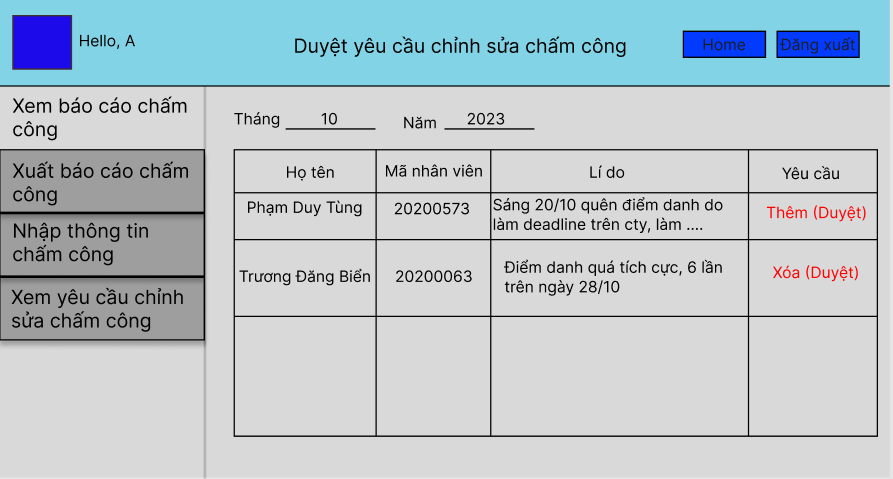 Hello, A
Duyệt yêu cầu chỉnh sửa chấm công
Home
Đăng xuất
Xem báo cáo chấm
công
Xuất báo cáo chấm
công
Nhập thông tin
chấm công
Xem yêu cầu chỉnh
sửa chấm công
Tháng 10 Năm 2023
Họ tên Mã nhân viên Lí do Yêu cầu
Phạm Duy Tùng 20200573 Sáng 20/10 quên điểm danh do
làm deadline trên cty, làm .... Thêm (Duyệt)
Trương Đăng Biển 20200063 Điểm danh quá tích cực, 6 lần
trên ngày 28/10 Xóa (Duyệt)